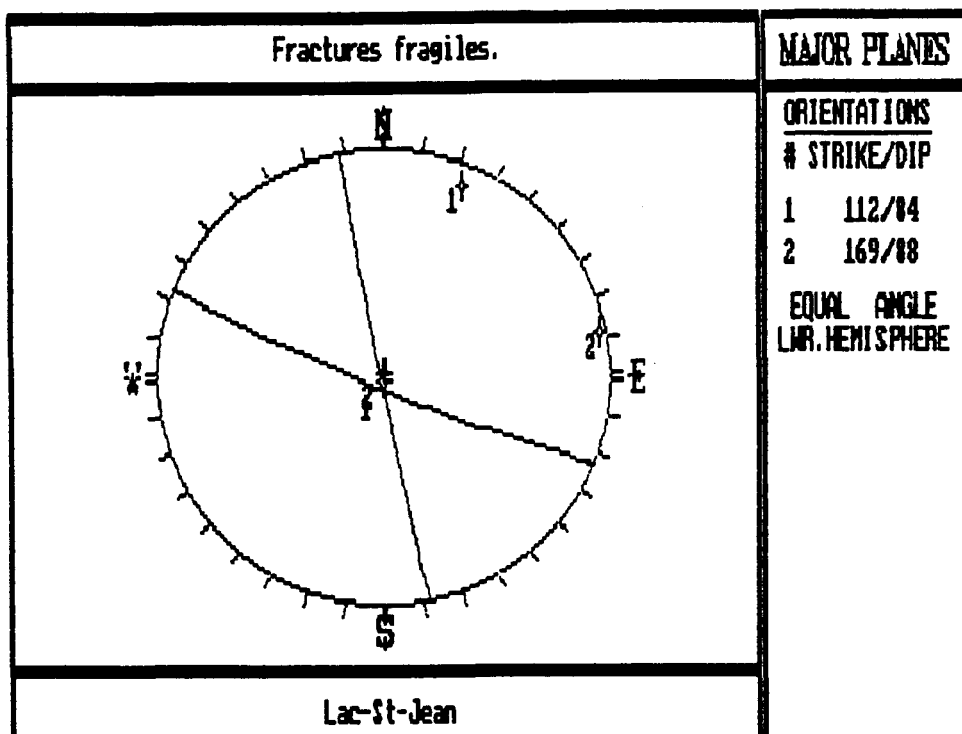 Fractures fragiles.
MAJOR PLANES
ORIENTATIONS
# STRIKE/DIP
1 112/84
2 169/88
EQUAL ANGLE
LWR.HEMISPHERE
N
1
2
W
E
2
1
S
Lac-St-Jean